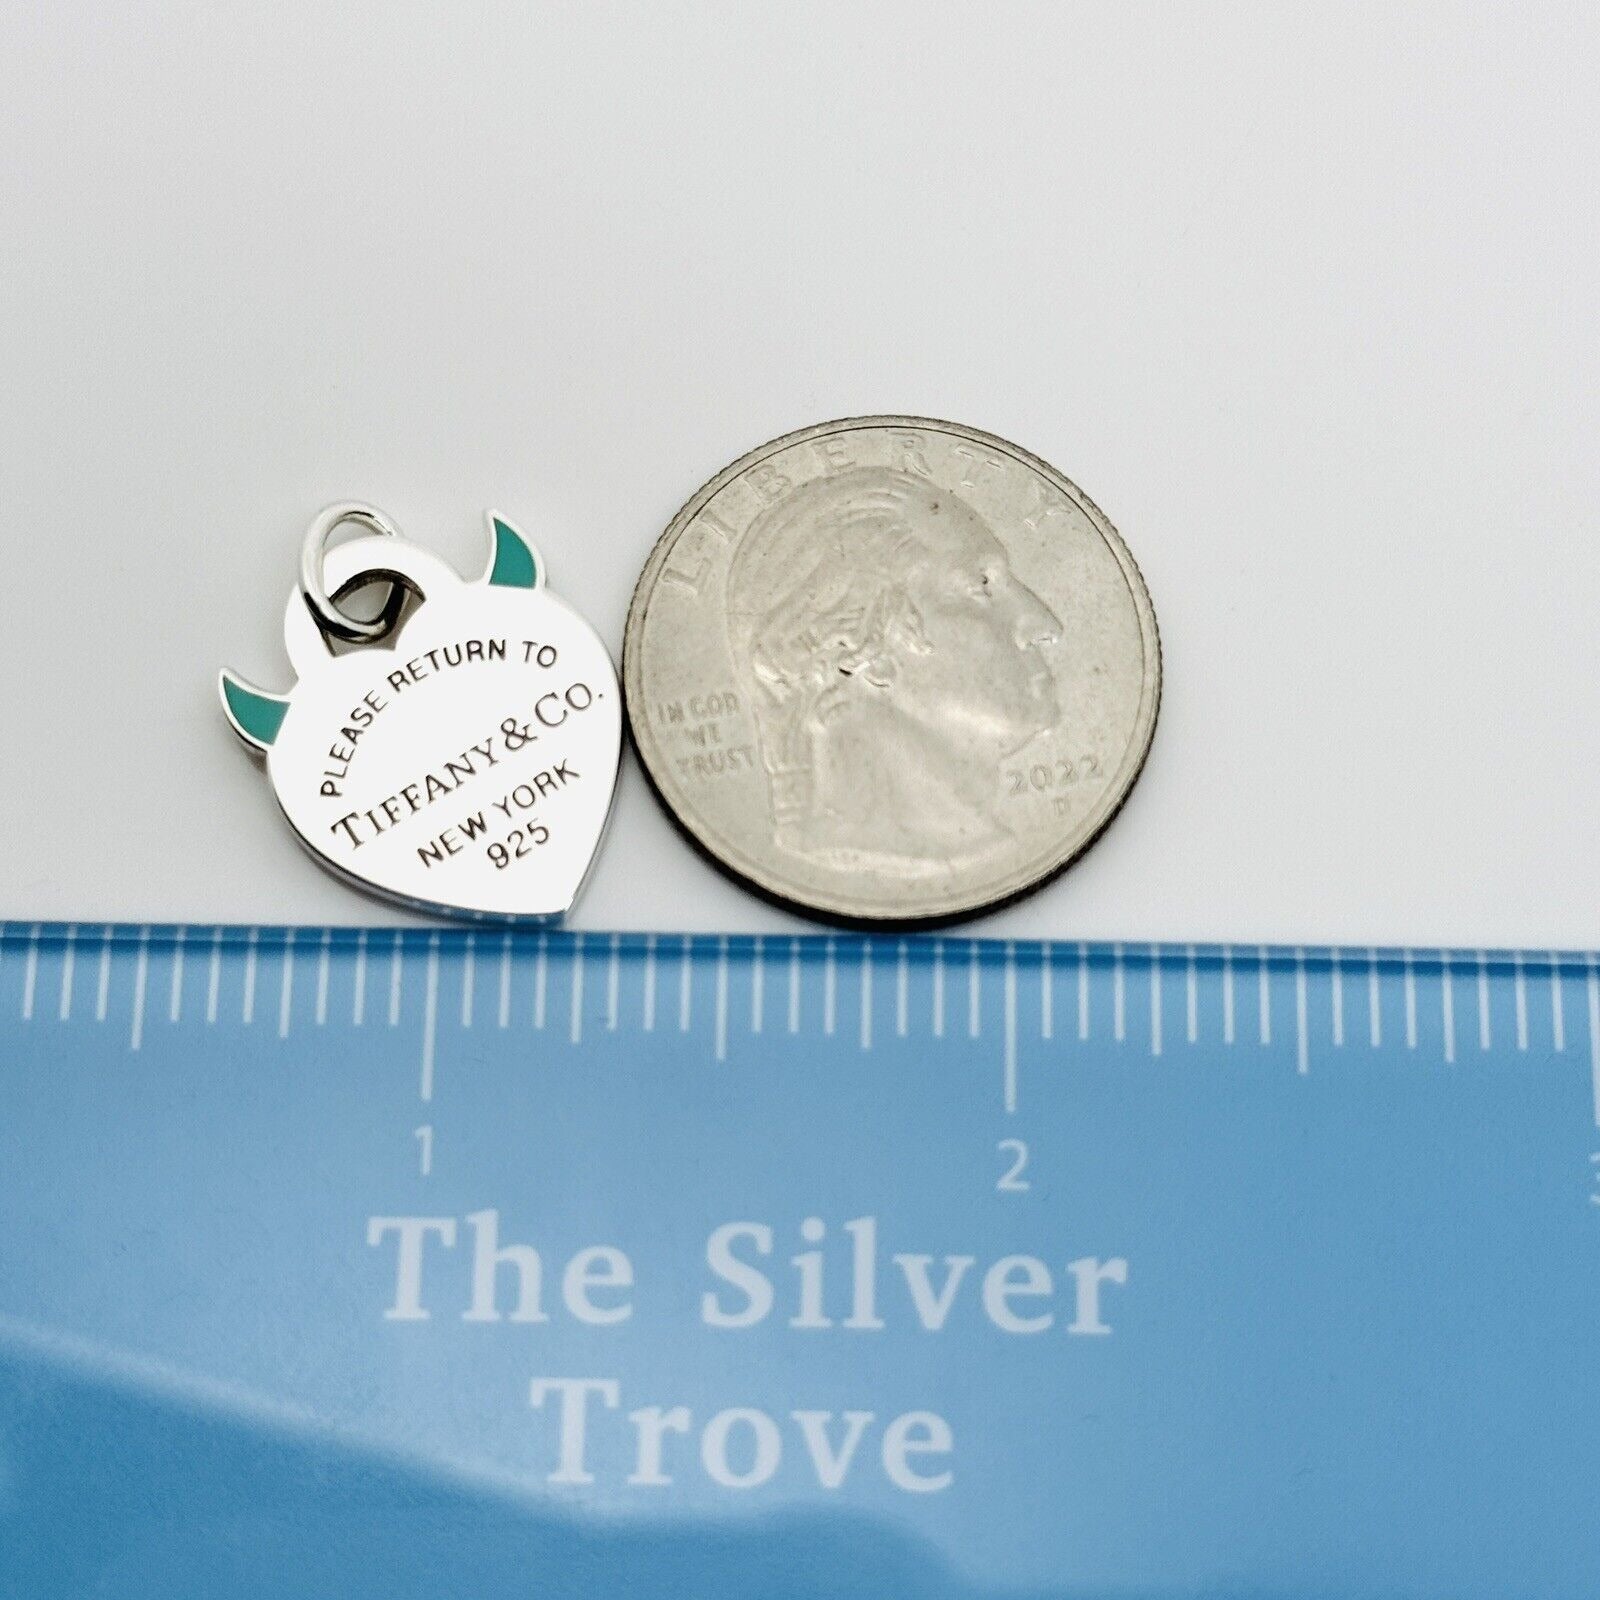 PLEASE RETURN TO
TIFFANY & CO.
NEW YORK
925
LIBERTY
IN GOD
WE
TRUST
2022
D
1
2
3
The Silver
Trove